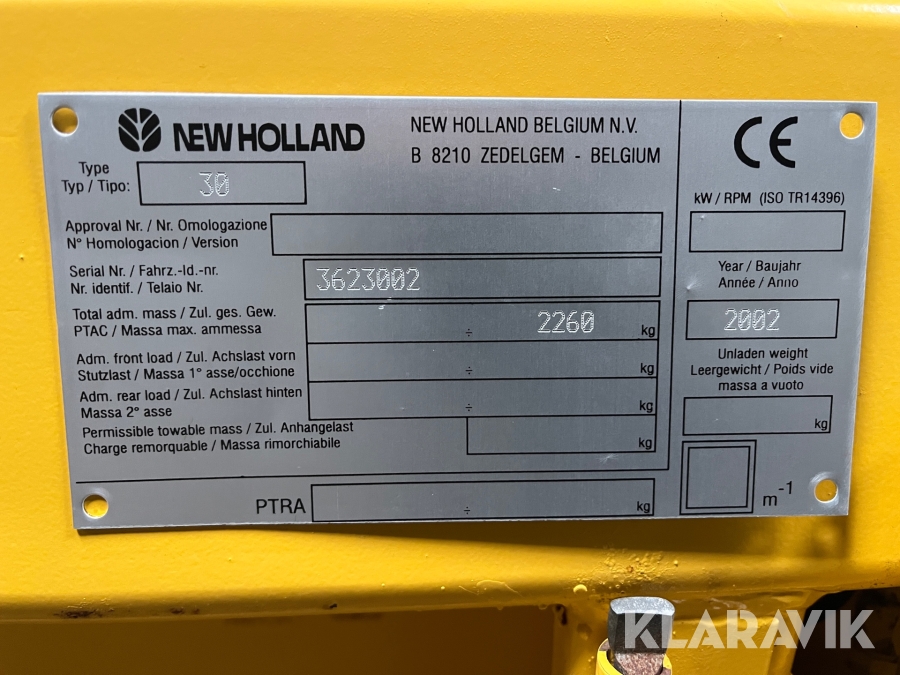 NEW HOLLAND
NEW HOLLAND BELGIUM N.V.
B 8210 ZEDELGEM - BELGIUM
Type
Typ / Tipo:
30
Approval Nr. / Nr. Omologazione
N° Homologacion / Version
Serial Nr. / Fahrz.-Id.-nr.
Nr. identif. / Telaio Nr.
3623002
Total adm. mass / Zul. ges. Gew.
PTAC / Massa max. ammessa
÷ 2260 kg
Adm. front load / Zul. Achslast vorn
Stutzlast / Massa 1° asse/occhione
÷ kg
Adm. rear load / Zul. Achslast hinten
Massa 2° asse
÷ kg
Permissible towable mass / Zul. Anhangelast
Charge remorquable / Massa rimorchiabile
kg
PTRA
÷ kg
CE
kW / RPM (ISO TR14396)
Year / Baujahr
Année / Anno
2002
Unladen weight
Leergewicht / Poids vide
massa a vuoto
kg
m-1
KLARAVIK